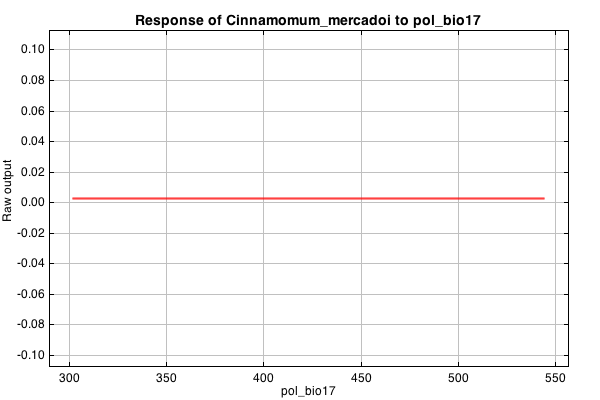 Response of Cinnamomum_mercadoi to pol_bio17
0.10
0.08
0.06
0.04
0.02
0.00
-0.02
-0.04
-0.06
-0.08
-0.10
Raw output
300 350 400 450 500 550
pol_bio17